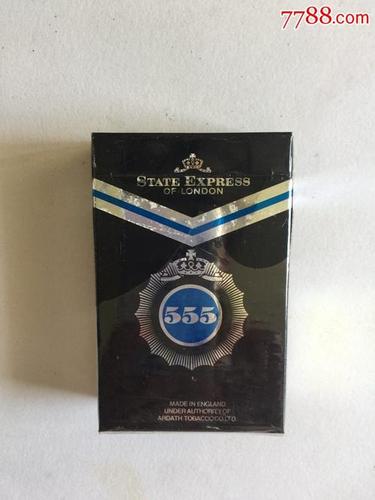 7788.com
STATE EXPRESS
OF LONDON
555
MADE IN ENGLAND
UNDER AUTHORITY OF
ARDATH TOBACCO CO. LTD.